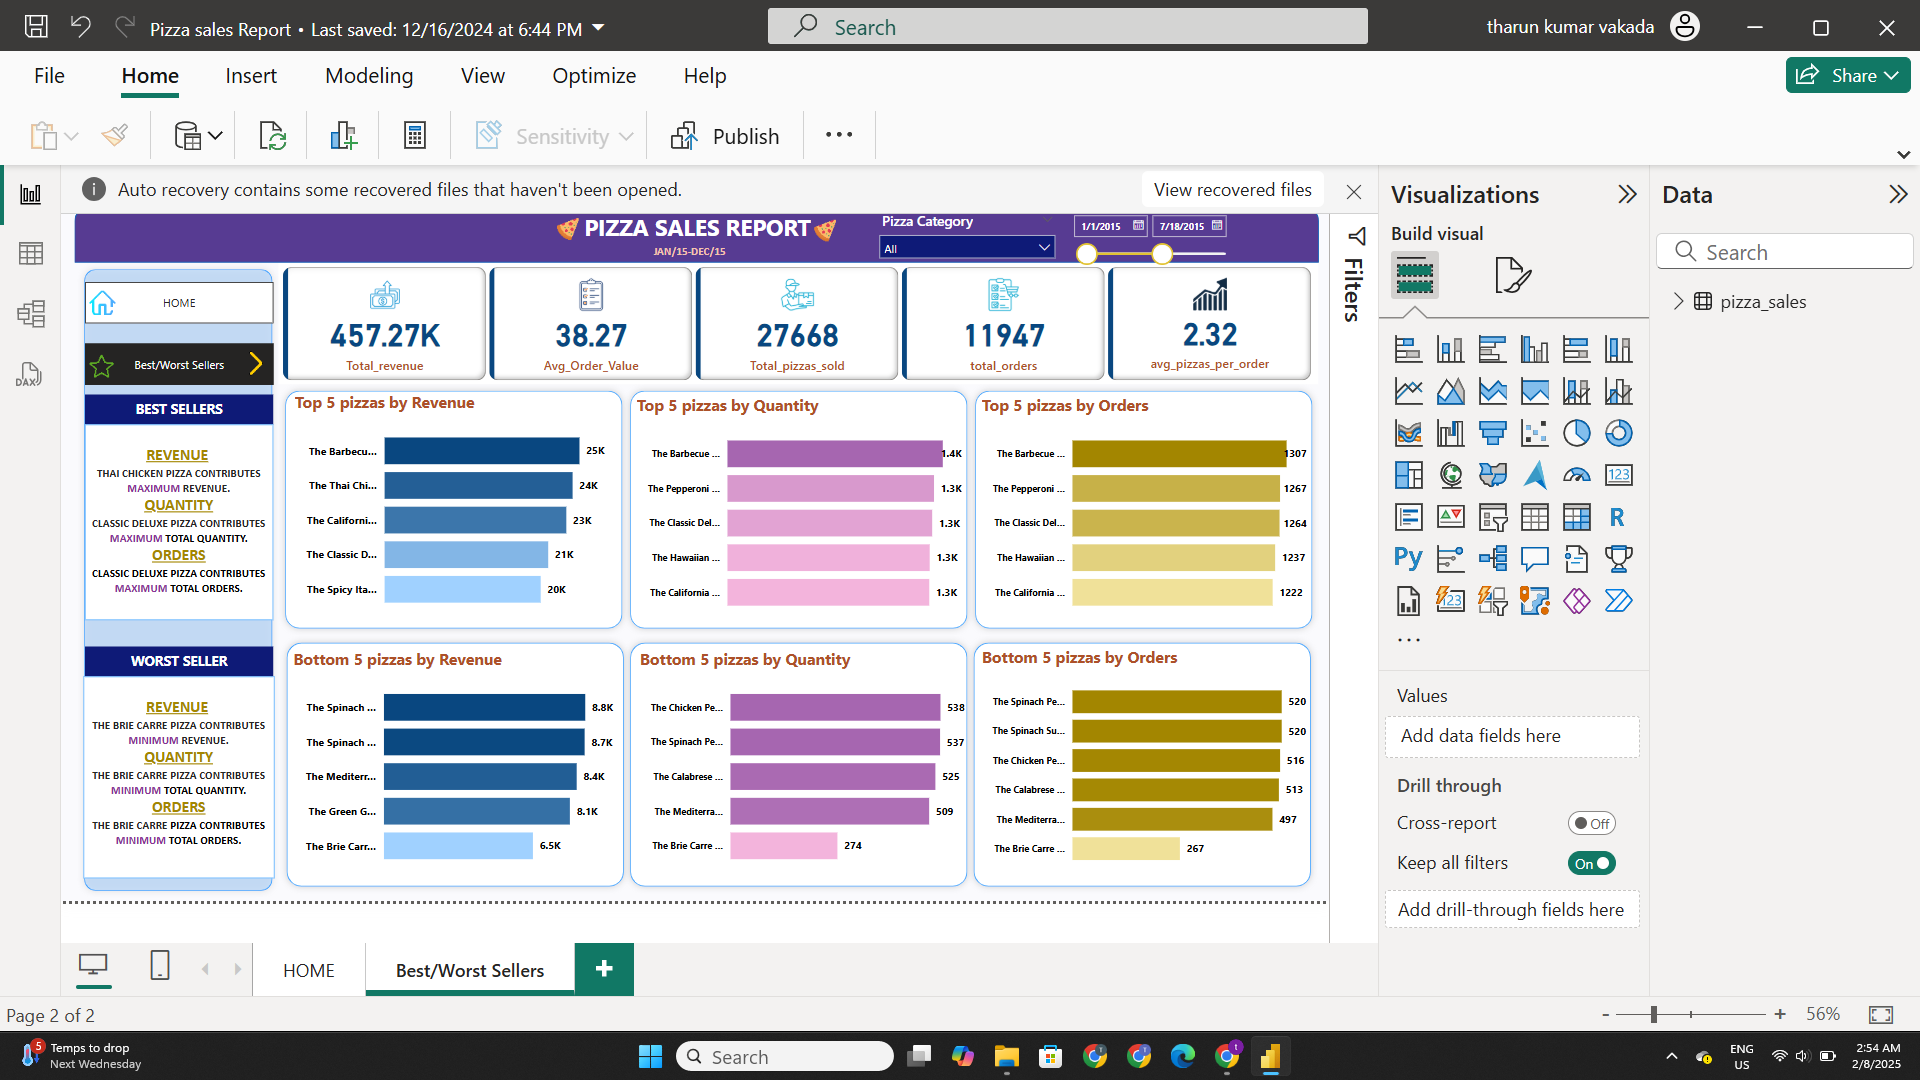 Pizza sales Report • Last saved: 12/16/2024 at 6:44 PM
Search
tharun kumar vakada
File
Home
Insert
Modeling
View
Optimize
Help
Share
Sensitivity
Publish
Auto recovery contains some recovered files that haven't been opened.
View recovered files
PIZZA SALES REPORT
JAN/15-DEC/15
Pizza Category
All
1/1/2015
7/18/2015
HOME
Best/Worst Sellers
BEST SELLERS
REVENUE
THAI CHICKEN PIZZA CONTRIBUTES
MAXIMUM REVENUE.
QUANTITY
CLASSIC DELUXE PIZZA CONTRIBUTES
MAXIMUM TOTAL QUANTITY.
ORDERS
CLASSIC DELUXE PIZZA CONTRIBUTES
MAXIMUM TOTAL ORDERS.
WORST SELLER
REVENUE
THE BRIE CARRE PIZZA CONTRIBUTES
MINIMUM REVENUE.
QUANTITY
THE BRIE CARRE PIZZA CONTRIBUTES
MINIMUM TOTAL QUANTITY.
ORDERS
THE BRIE CARRE PIZZA CONTRIBUTES
MINIMUM TOTAL ORDERS.
457.27K
Total_revenue
38.27
Avg_Order_Value
27668
Total_pizzas_sold
11947
total_orders
2.32
avg_pizzas_per_order
Top 5 pizzas by Revenue
The Barbecu... 25K
The Thai Chi... 24K
The Californi... 23K
The Classic D... 21K
The Spicy Ita... 20K
Top 5 pizzas by Quantity
The Barbecue ... 1.4K
The Pepperoni ... 1.3K
The Classic Del... 1.3K
The Hawaiian ... 1.3K
The California ... 1.3K
Top 5 pizzas by Orders
The Barbecue ... 1307
The Pepperoni ... 1267
The Classic Del... 1264
The Hawaiian ... 1237
The California ... 1222
Bottom 5 pizzas by Revenue
The Spinach ... 8.8K
The Spinach ... 8.7K
The Mediterr... 8.4K
The Green G... 8.1K
The Brie Carr... 6.5K
Bottom 5 pizzas by Quantity
The Chicken Pe... 538
The Spinach Pe... 537
The Calabrese ... 525
The Mediterra... 509
The Brie Carre ... 274
Bottom 5 pizzas by Orders
The Spinach Pe... 520
The Spinach Su... 520
The Chicken Pe... 516
The Calabrese ... 513
The Mediterra... 497
The Brie Carre ... 267
Filters
Visualizations
Build visual
123
R
Py
123
Values
Add data fields here
Drill through
Cross-report
Off
Keep all filters
On
Add drill-through fields here
Data
Search
pizza_sales
DAX
HOME
Best/Worst Sellers
Page 2 of 2
- + 56%
5
Temps to drop
Next Wednesday
Search
ENG
US
2:54 AM
2/8/2025